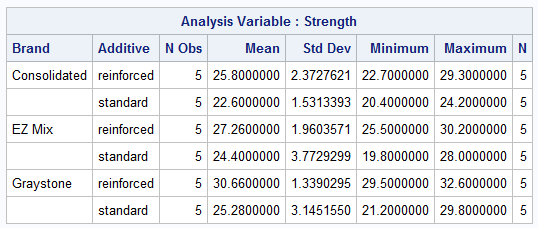 Analysis Variable : Strength
Brand Additive N Obs Mean Std Dev Minimum Maximum N
Consolidated reinforced 5 25.8000000 2.3727621 22.7000000 29.3000000 5
standard 5 22.6000000 1.5313393 20.4000000 24.2000000 5
EZ Mix reinforced 5 27.2600000 1.9603571 25.5000000 30.2000000 5
standard 5 24.4000000 3.7729299 19.8000000 28.0000000 5
Graystone reinforced 5 30.6600000 1.3390295 29.5000000 32.6000000 5
standard 5 25.2800000 3.1451550 21.2000000 29.8000000 5